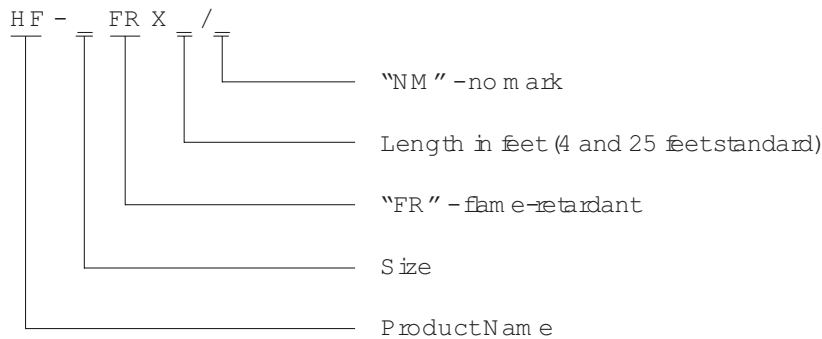 HF-_ FR X _/_
“NM” - no mark
Length in feet (4 and 25 feet standard)
“FR” - flame-retardant
Size
Product Name